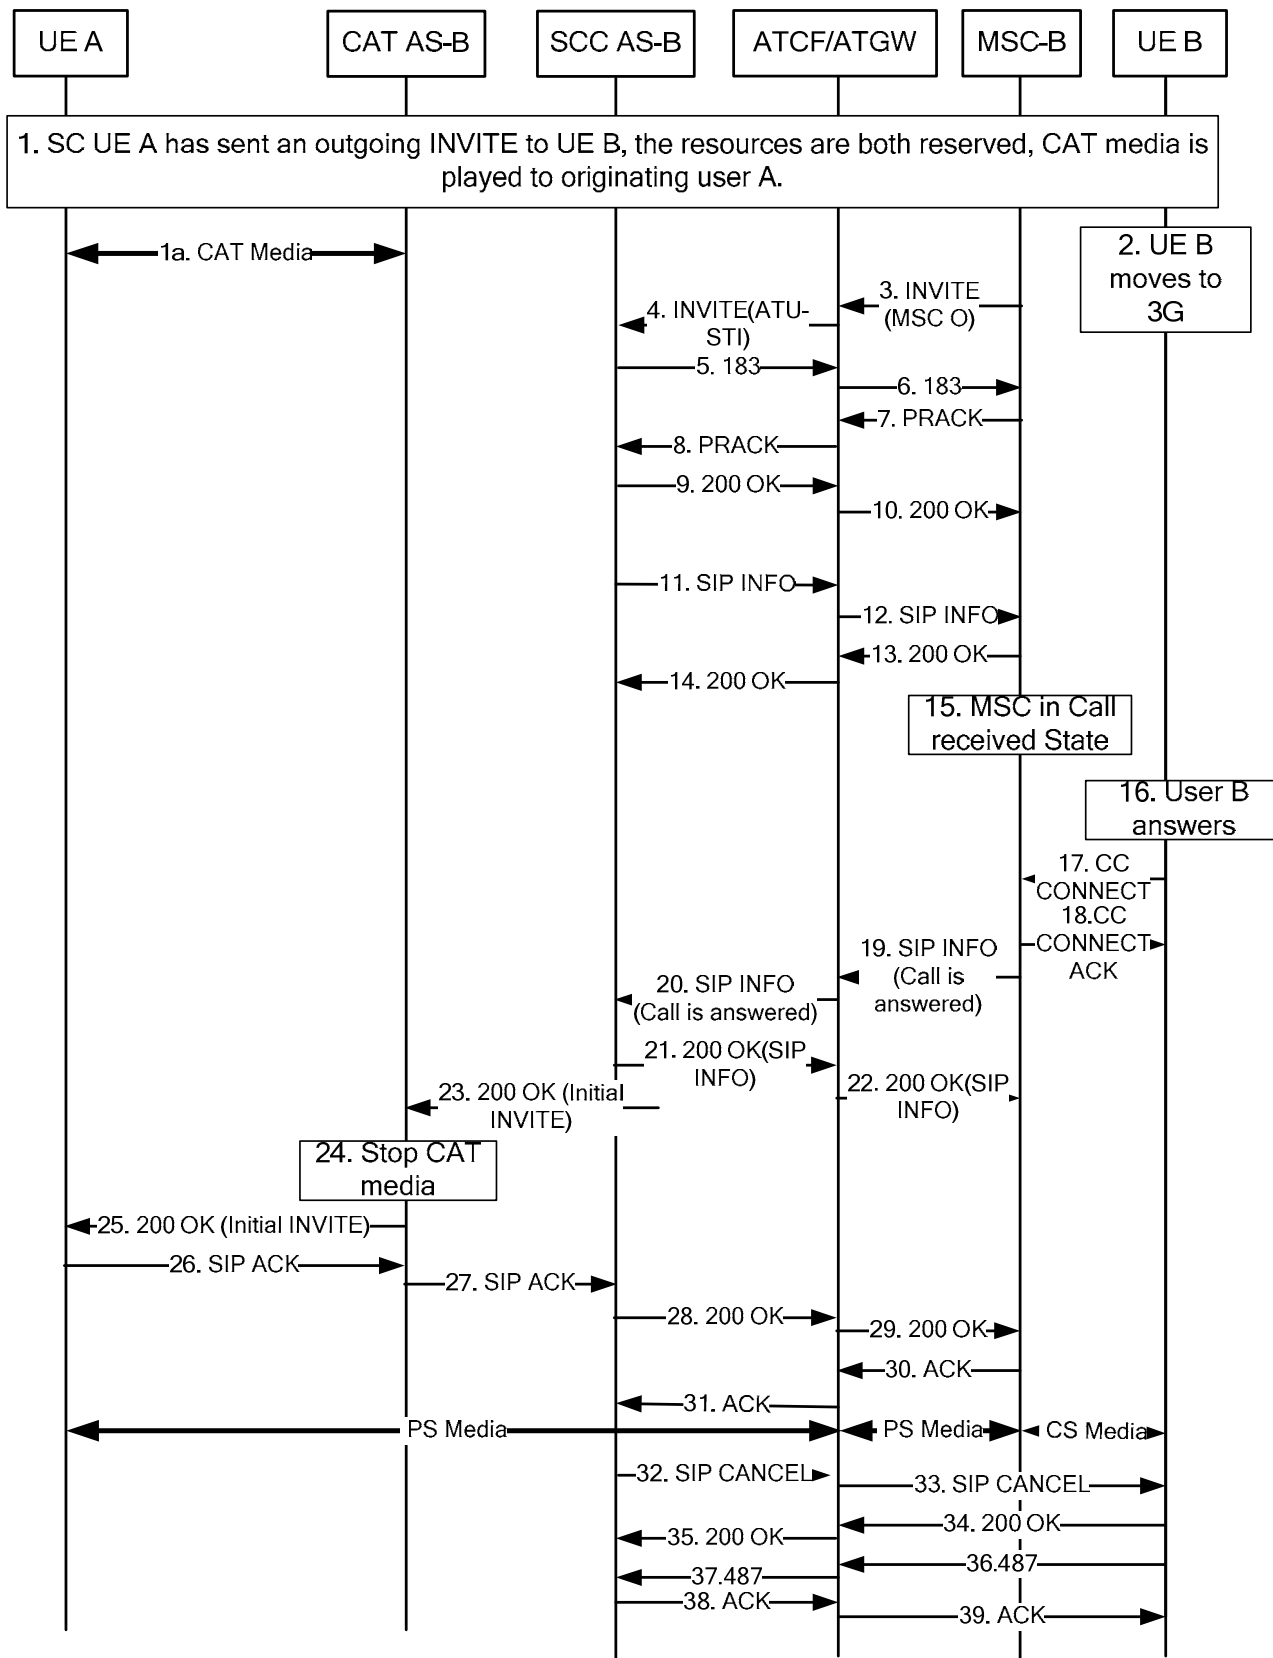 UE A
CAT AS-B
SCC AS-B
ATCF/ATGW
MSC-B
UE B
1. SC UE A has sent an outgoing INVITE to UE B, the resources are both reserved, CAT media is
played to originating user A.
1a. CAT Media
2. UE B
moves to
3G
3. INVITE
(MSC O)
4. INVITE(ATU-
STI)
5. 183
6. 183
7. PRACK
8. PRACK
9. 200 OK
10. 200 OK
11. SIP INFO
12. SIP INFO
13. 200 OK
14. 200 OK
15. MSC in Call
received State
16. User B
answers
17. CC
CONNECT
18.CC
CONNECT
ACK
19. SIP INFO
(Call is
answered)
20. SIP INFO
(Call is answered)
21. 200 OK(SIP
INFO)
22. 200 OK(SIP
INFO)
23. 200 OK (Initial
INVITE)
24. Stop CAT
media
25. 200 OK (Initial INVITE)
26. SIP ACK
27. SIP ACK
28. 200 OK
29. 200 OK
30. ACK
31. ACK
PS Media
PS Media
CS Media
32. SIP CANCEL
33. SIP CANCEL
34. 200 OK
35. 200 OK
36.487
37.487
38. ACK
39. ACK